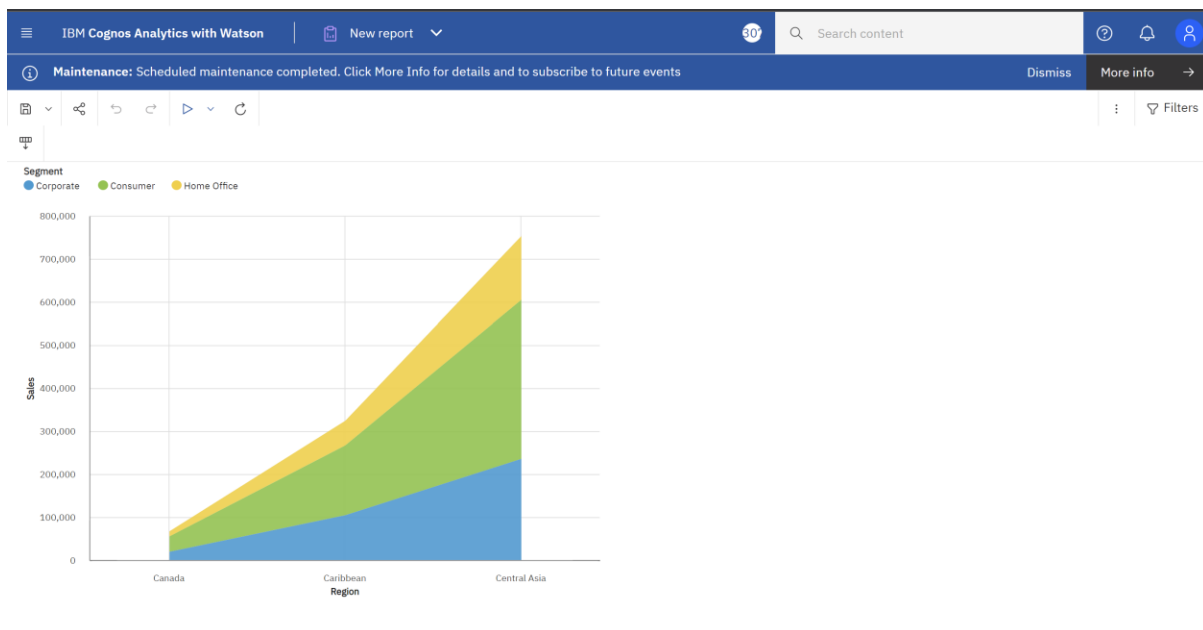 IBM Cognos Analytics with Watson New report Search content
Maintenance: Scheduled maintenance completed. Click More Info for details and to subscribe to future events Dismiss More info
Filters
Segment
Corporate Consumer Home Office
800,000
700,000
600,000
500,000
400,000
300,000
200,000
100,000
0
Sales
Canada Caribbean Central Asia
Region